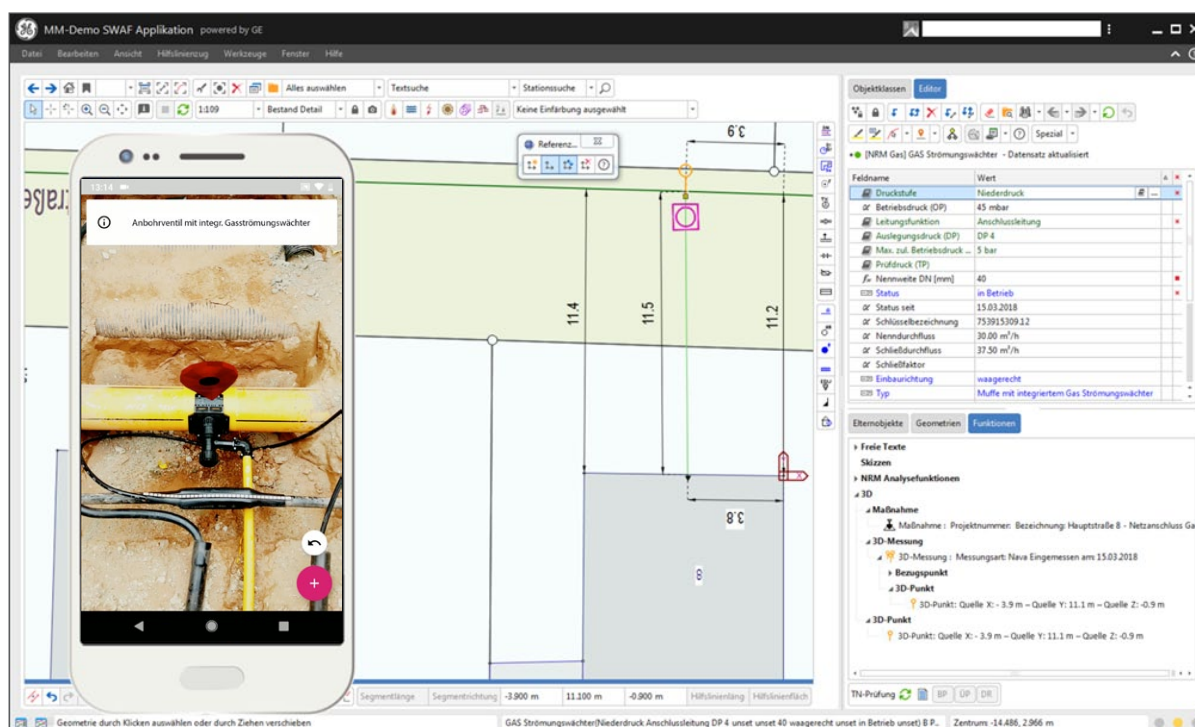 MM-Demo SWAF Applikation powered by GE
Datei Bearbeiten Ansicht Hilfslinienzug Werkzeuge Fenster Hilfe
Alles auswählen Textsuche Stationssuche
1:109 Bestand Detail Keine Einfärbung ausgewählt
Referenz...
13:14
Anbohrventil mit integr. Gasströmungswächter
3.9
11.4
11.5
11.2
3.8
8
X
Objektklassen Editor
Spezial
[NRM Gas] GAS Strömungswächter - Datensatz aktualisiert
Feldname Wert
Druckstufe Niederdruck
Betriebsdruck (OP) 45 mbar
Leitungsfunktion Anschlussleitung
Auslegungsdruck (DP) DP 4
Max. zul. Betriebsdruck ... 5 bar
Prüfdruck (TP)
Nennweite DN [mm] 40
Status in Betrieb
Status seit 15.03.2018
Schlüsselbezeichnung 753915309.12
Nenndurchfluss 30.00 m³/h
Schließdurchfluss 37.50 m³/h
Schließfaktor
Einbaurichtung waagerecht
Typ Muffe mit integriertem Gas Strömungswächter
Elternobjekte Geometrien Funktionen
Freie Texte
Skizzen
NRM Analysefunktionen
3D
Maßnahme
Maßnahme : Projektnummer: Bezeichnung: Hauptstraße 8 - Netzanschluss Ga
3D-Messung
3D-Messung : Messungsart: Nava Eingemessen am: 15.03.2018
Bezugspunkt
3D-Punkt
3D-Punkt: Quelle X: - 3.9 m – Quelle Y: 11.1 m – Quelle Z: -0.9 m
3D-Punkt
3D-Punkt: Quelle X: - 3.9 m – Quelle Y: 11.1 m – Quelle Z: -0.9 m
Segmentlänge Segmentrichtung -3.900 m 11.100 m -0.900 m Hilfslinienläng Hilfslinienfläch
TN-Prüfung BP ÜP DR
Geometrie durch Klicken auswählen oder durch Ziehen verschieben
GAS Strömungswächter(Niederdruck Anschlussleitung DP 4 unset unset 40 waagerecht unset in Betrieb unset) B P.. Zentrum: -14.486, 2.966 m